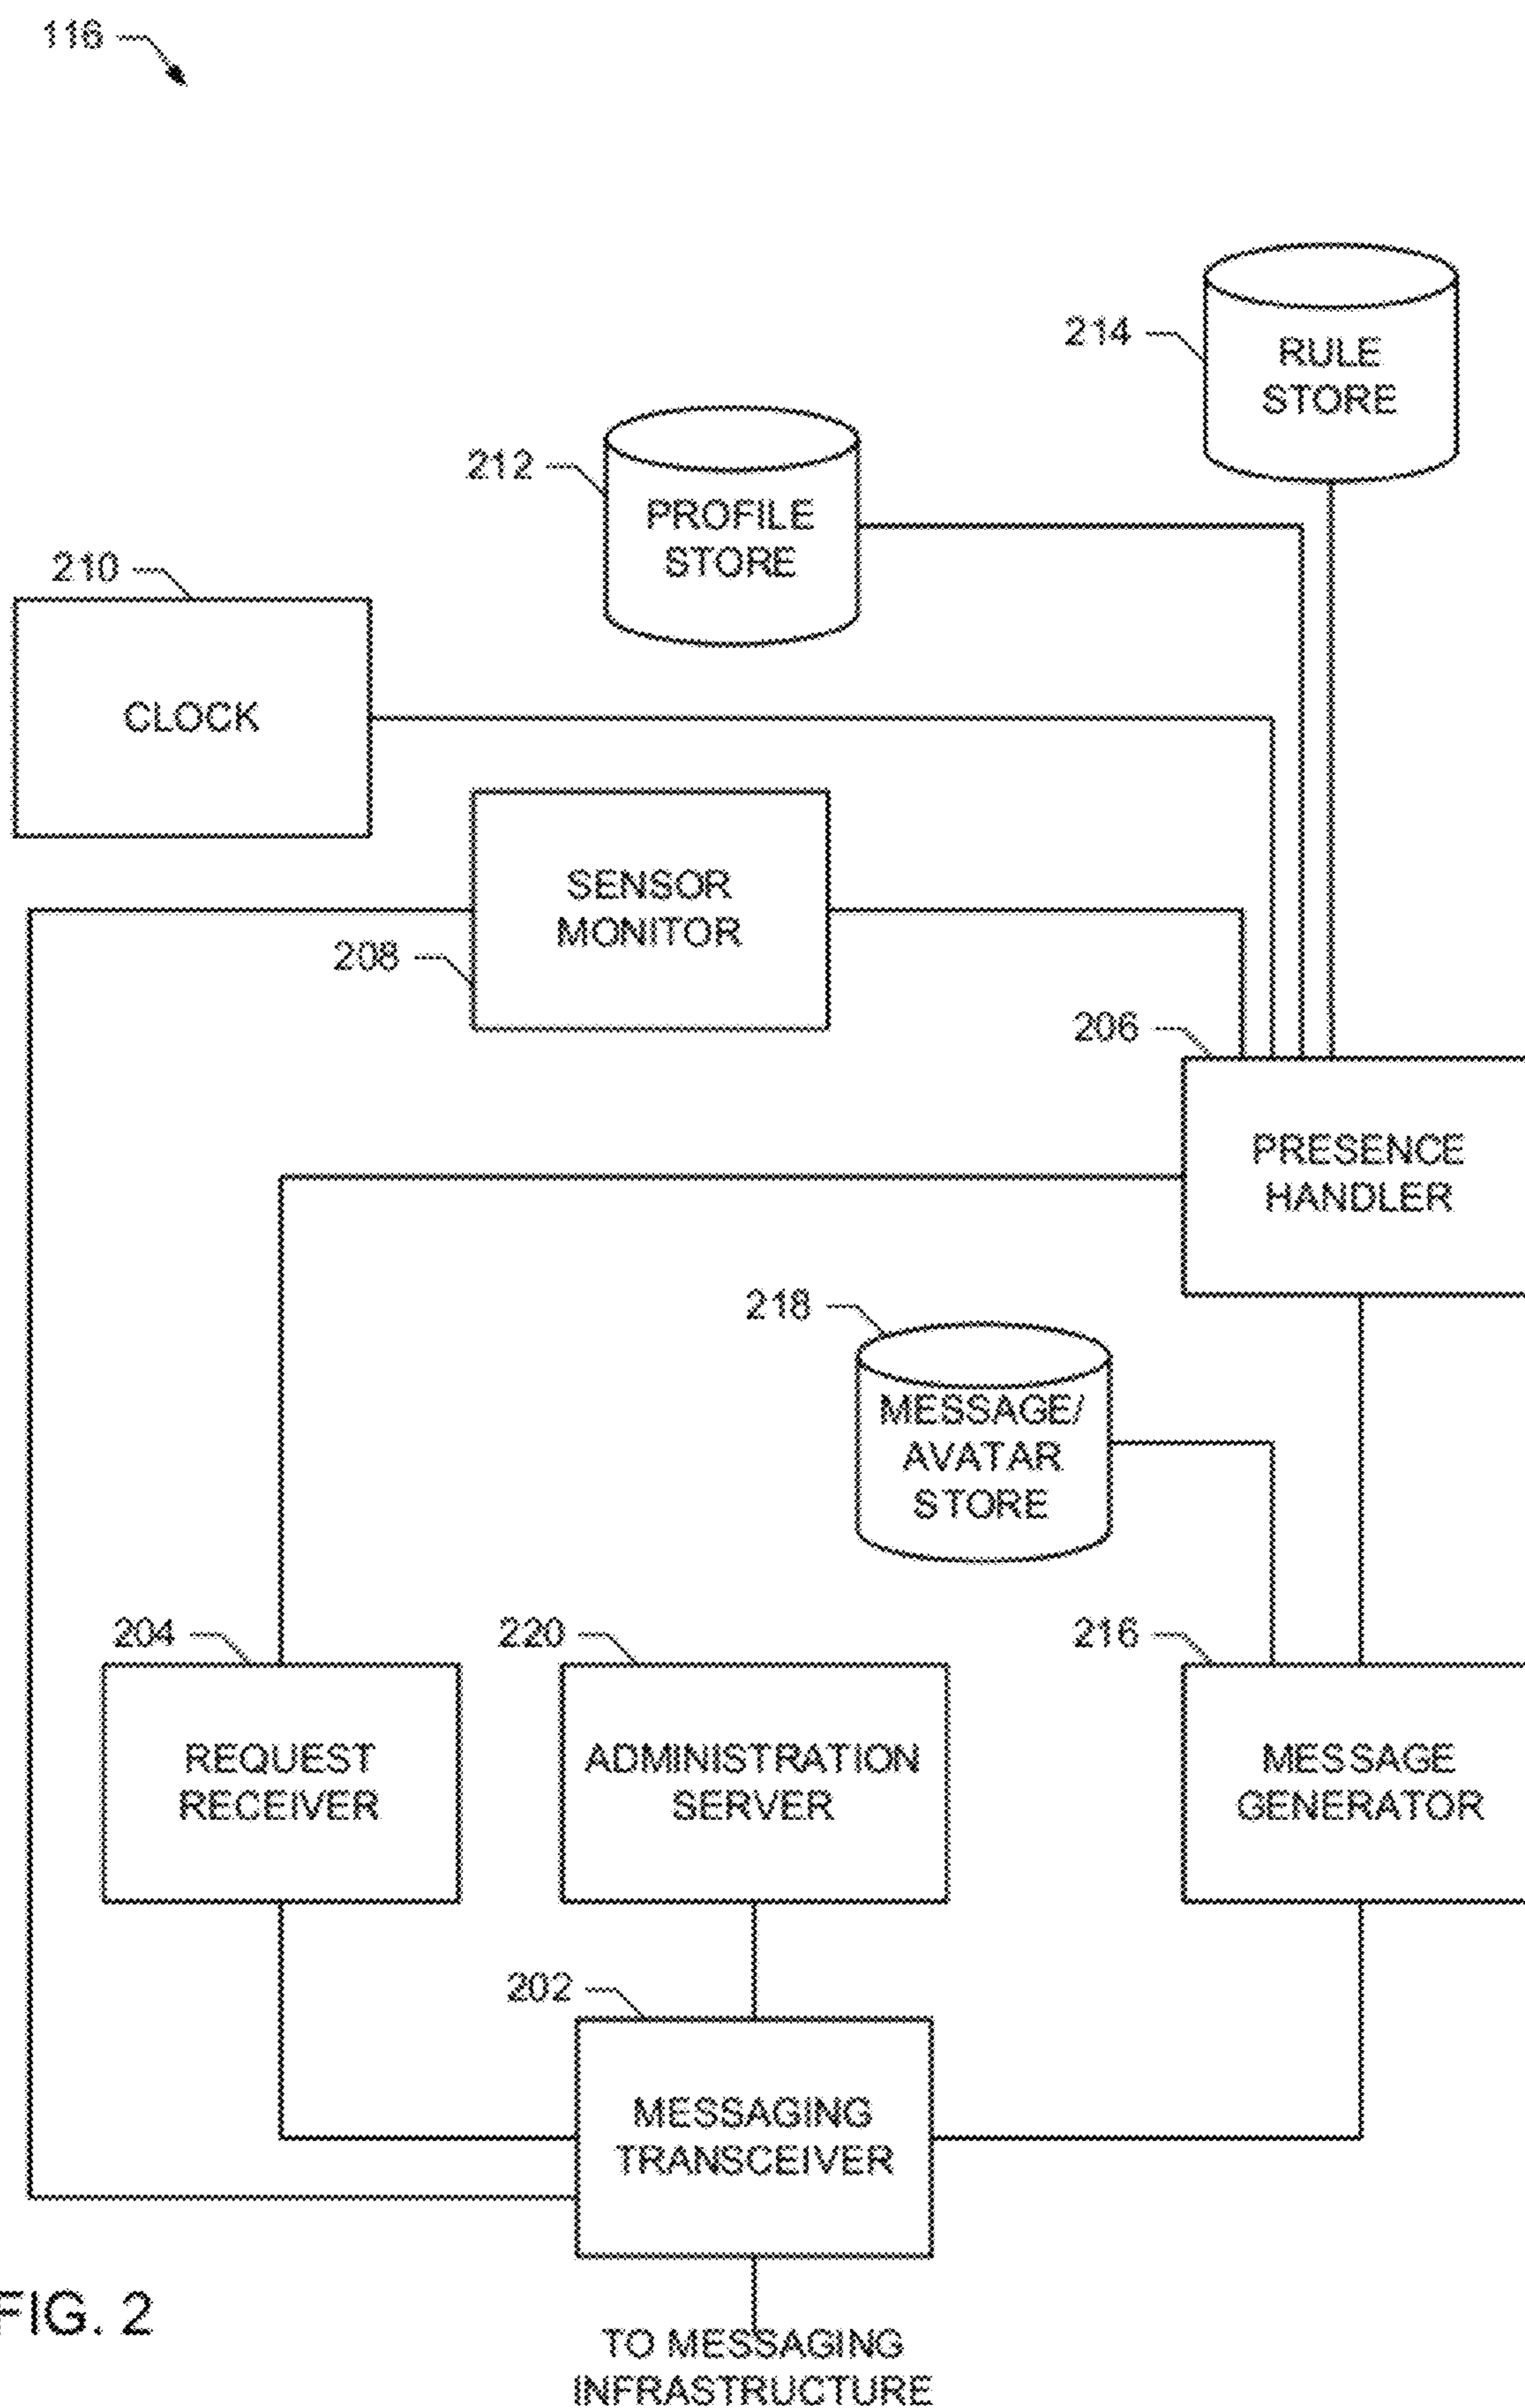 116
214
RULE
STORE
212
PROFILE
STORE
210
CLOCK
SENSOR
MONITOR
208
206
PRESENCE
HANDLER
218
MESSAGE/
AVATAR
STORE
204
220
216
REQUEST
RECEIVER
ADMINISTRATION
SERVER
MESSAGE
GENERATOR
202
MESSAGING
TRANSCEIVER
FIG. 2
TO MESSAGING
INFRASTRUCTURE